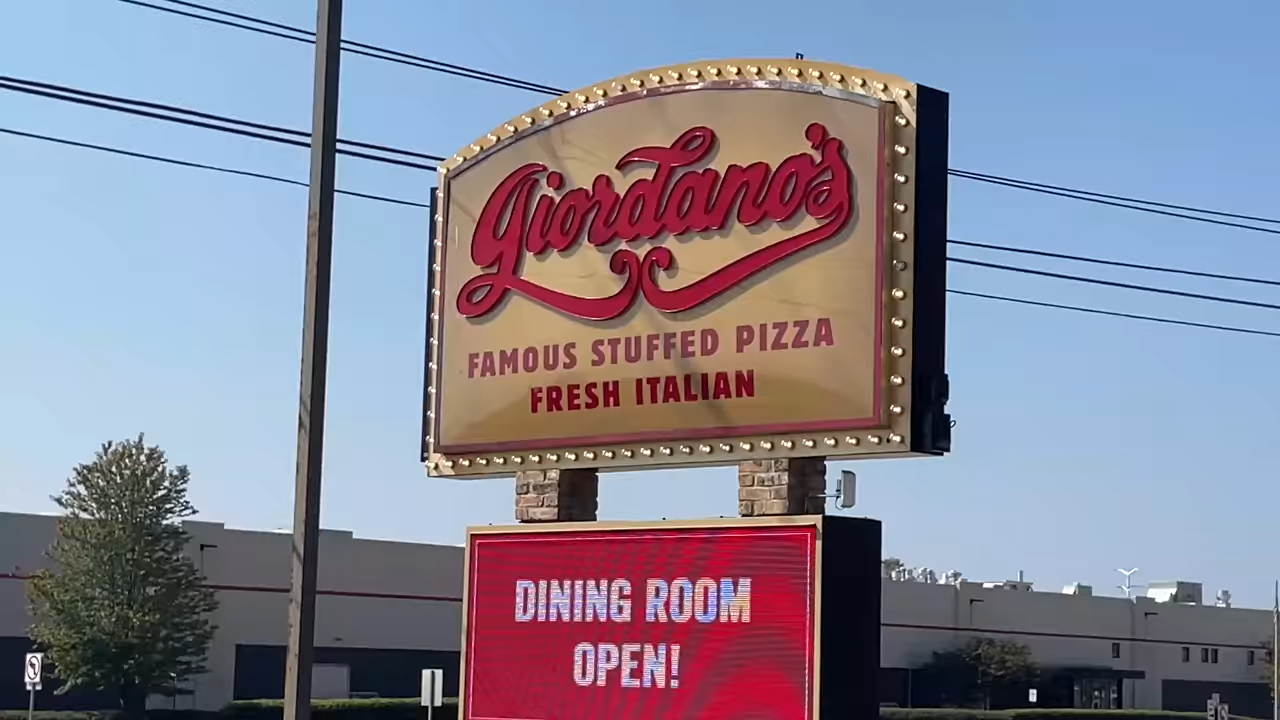 Giordano's
FAMOUS STUFFED PIZZA
FRESH ITALIAN
DINING ROOM
OPEN!